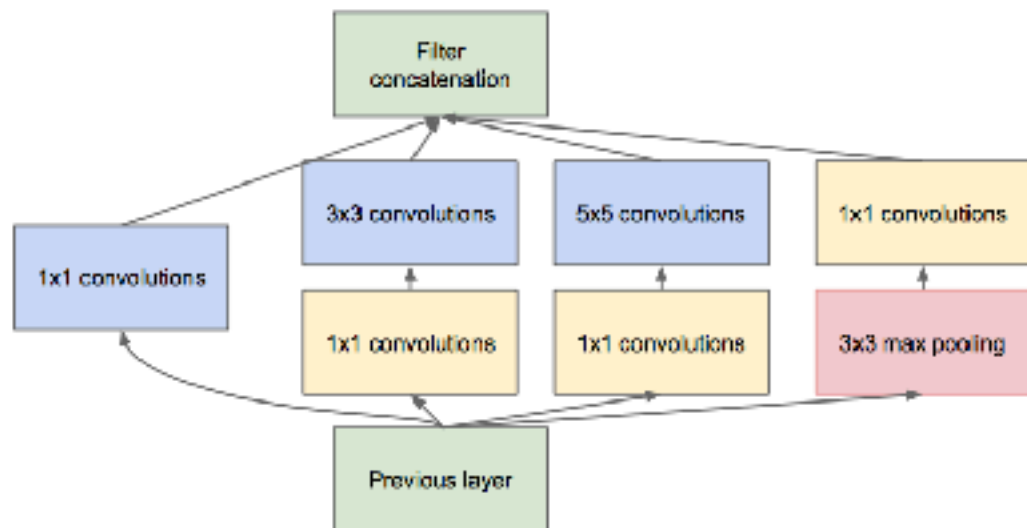 Filter
concatenation
3x3 convolutions
5x5 convolutions
1x1 convolutions
1x1 convolutions
1x1 convolutions
1x1 convolutions
3x3 max pooling
Previous layer